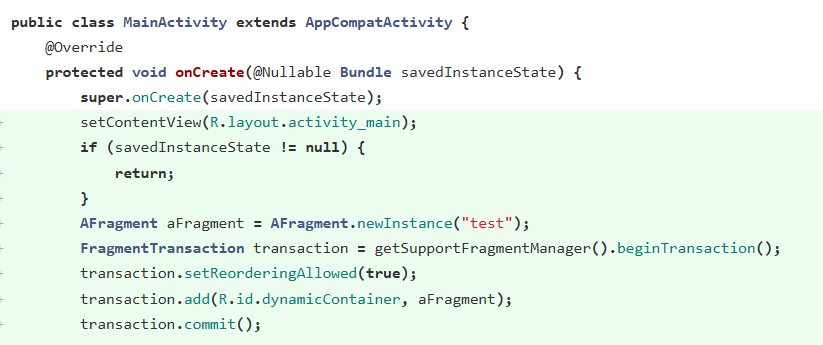 public class MainActivity extends AppCompatActivity {
    @Override
    protected void onCreate(@Nullable Bundle savedInstanceState) {
        super.onCreate(savedInstanceState);
+        setContentView(R.layout.activity_main);
+        if (savedInstanceState != null) {
+            return;
+        }
+        AFragment aFragment = AFragment.newInstance("test");
+        FragmentTransaction transaction = getSupportFragmentManager().beginTransaction();
+        transaction.setReorderingAllowed(true);
+        transaction.add(R.id.dynamicContainer, aFragment);
+        transaction.commit();